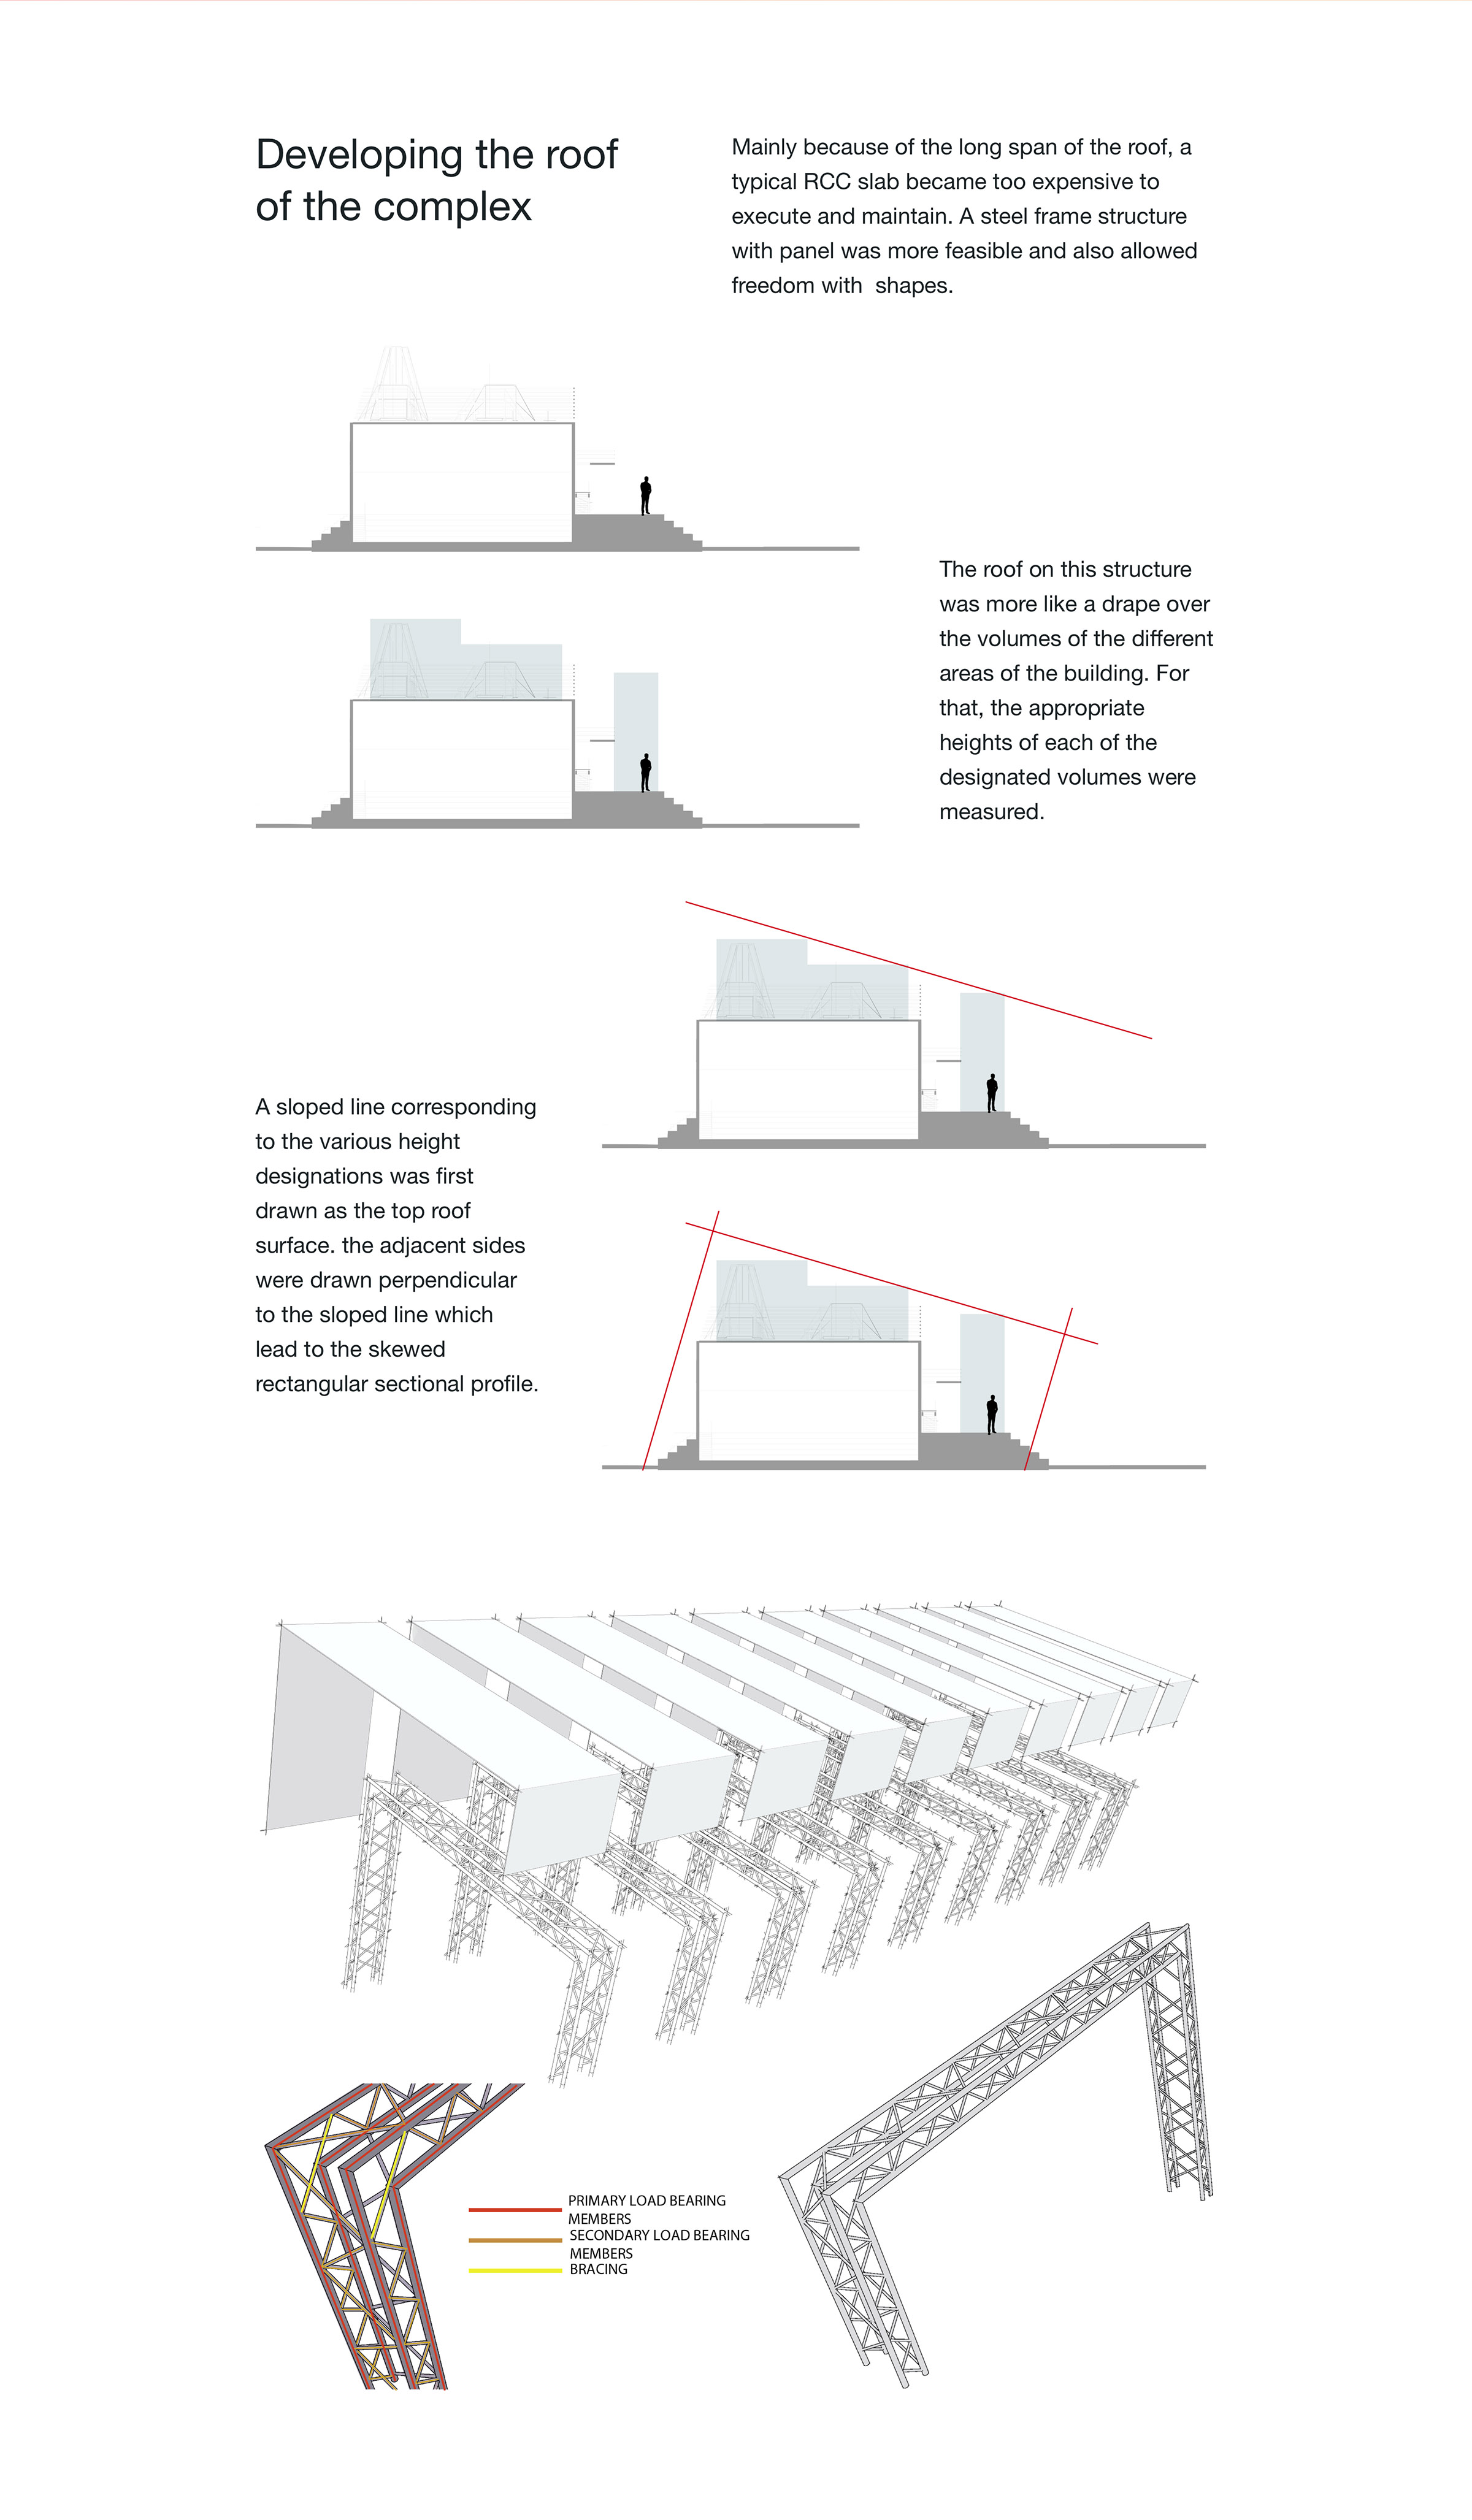 Developing the roof
of the complex
Mainly because of the long span of the roof, a
typical RCC slab became too expensive to
execute and maintain. A steel frame structure
with panel was more feasible and also allowed
freedom with  shapes.
The roof on this structure
was more like a drape over
the volumes of the different
areas of the building. For
that, the appropriate
heights of each of the
designated volumes were
measured.
A sloped line corresponding
to the various height
designations was first
drawn as the top roof
surface. the adjacent sides
were drawn perpendicular
to the sloped line which
lead to the skewed
rectangular sectional profile.
PRIMARY LOAD BEARING
MEMBERS
SECONDARY LOAD BEARING
MEMBERS
BRACING